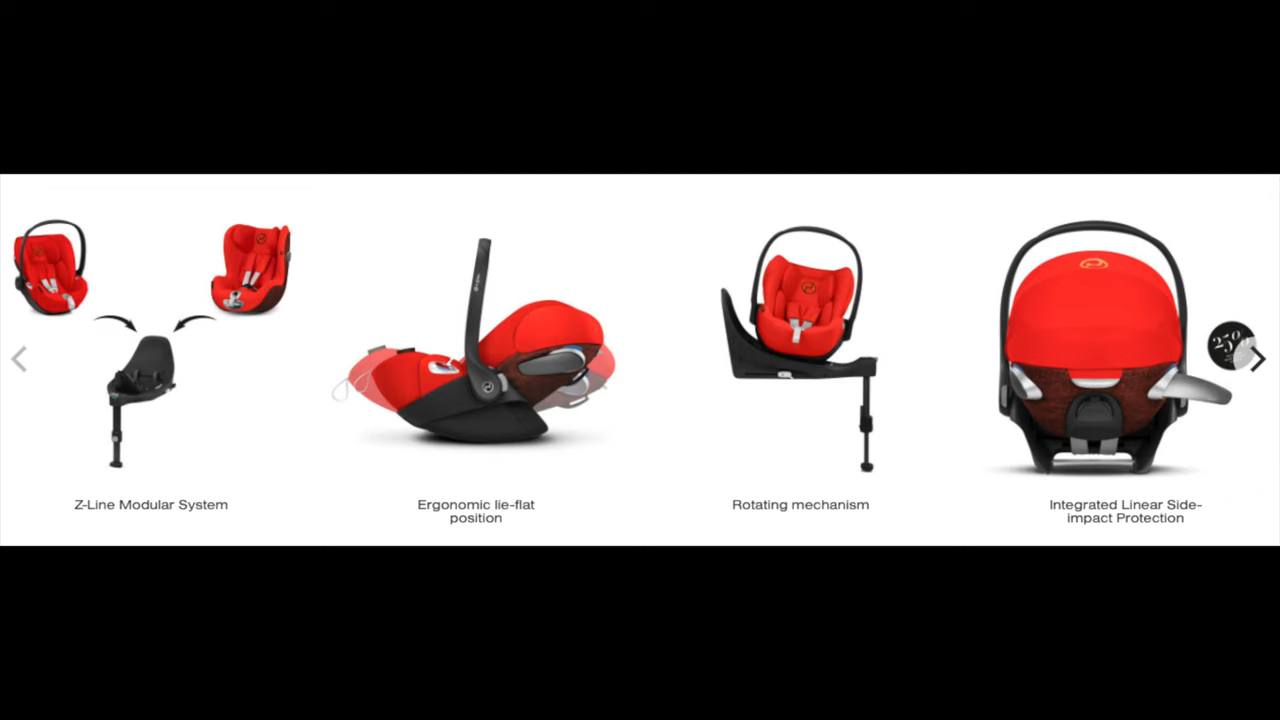 Z-Line Modular System
Ergonomic lie-flat
position
Rotating mechanism
Integrated Linear Side-
impact Protection